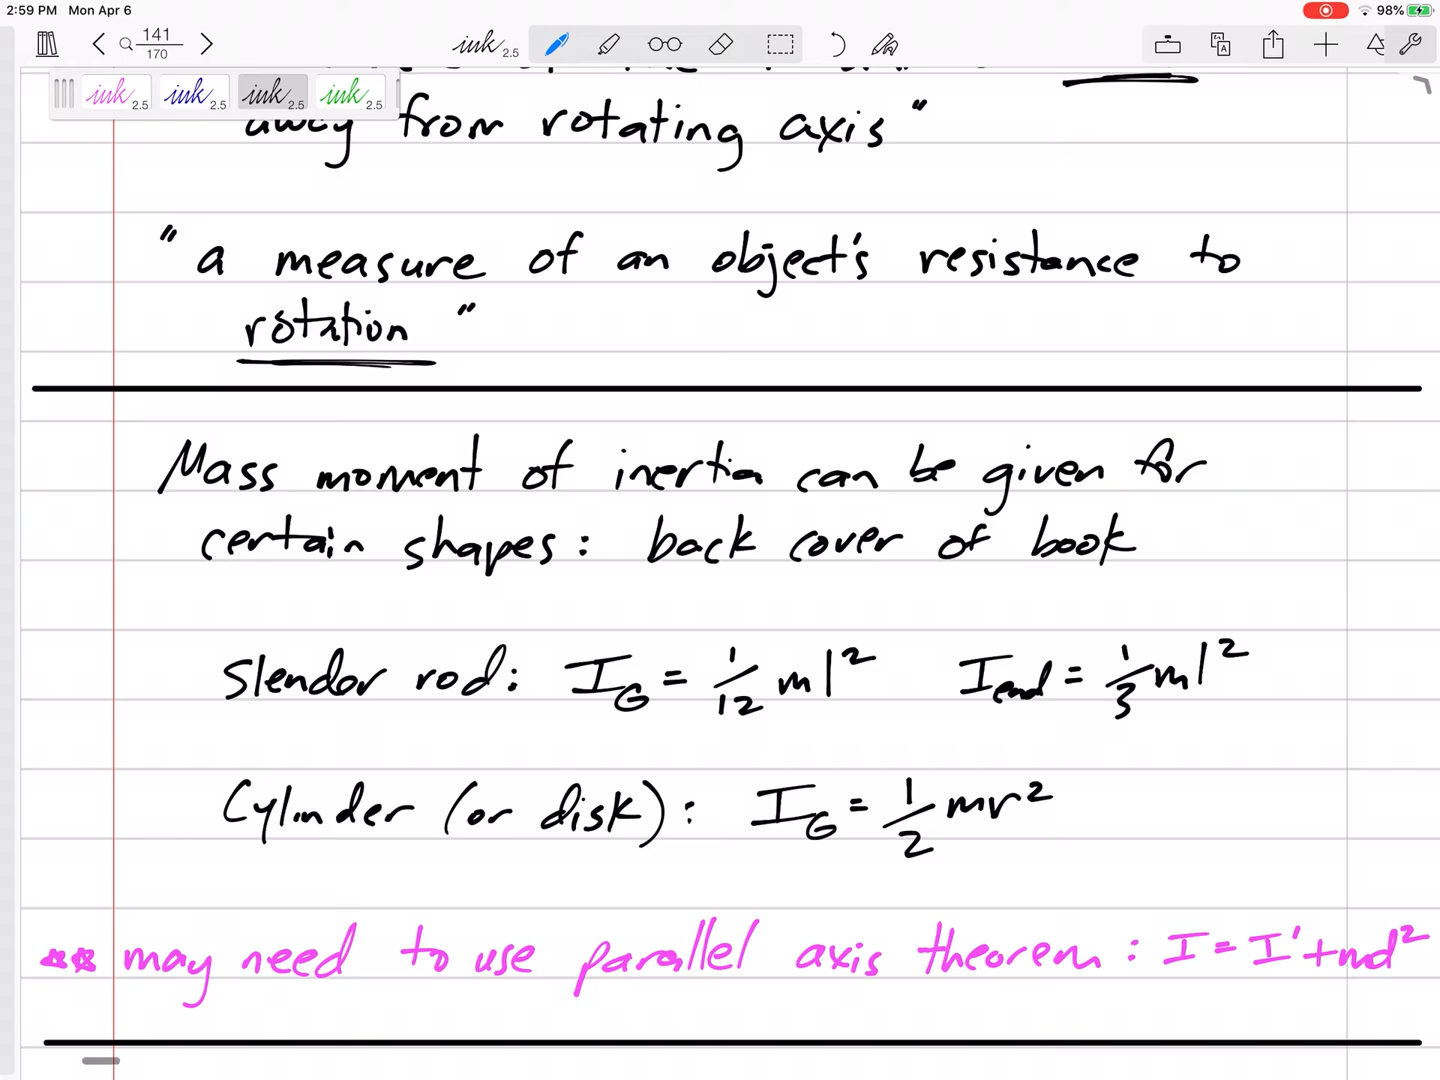 2:59 PM Mon Apr 6
98%
141
170
ink 2.5
ink 2.5 ink 2.5 ink 2.5 ink 2.5
away from rotating axis"
"a measure of an object's resistance to
rotation"
Mass moment of inertia can be given for
certain shapes: back cover of book
Slendor rod: I_G = 1/12 ml² I_end = 1/3 ml²
Cylinder (or disk): I_G = 1/2 mr²
** may need to use parallel axis theorem: I = I' + md²